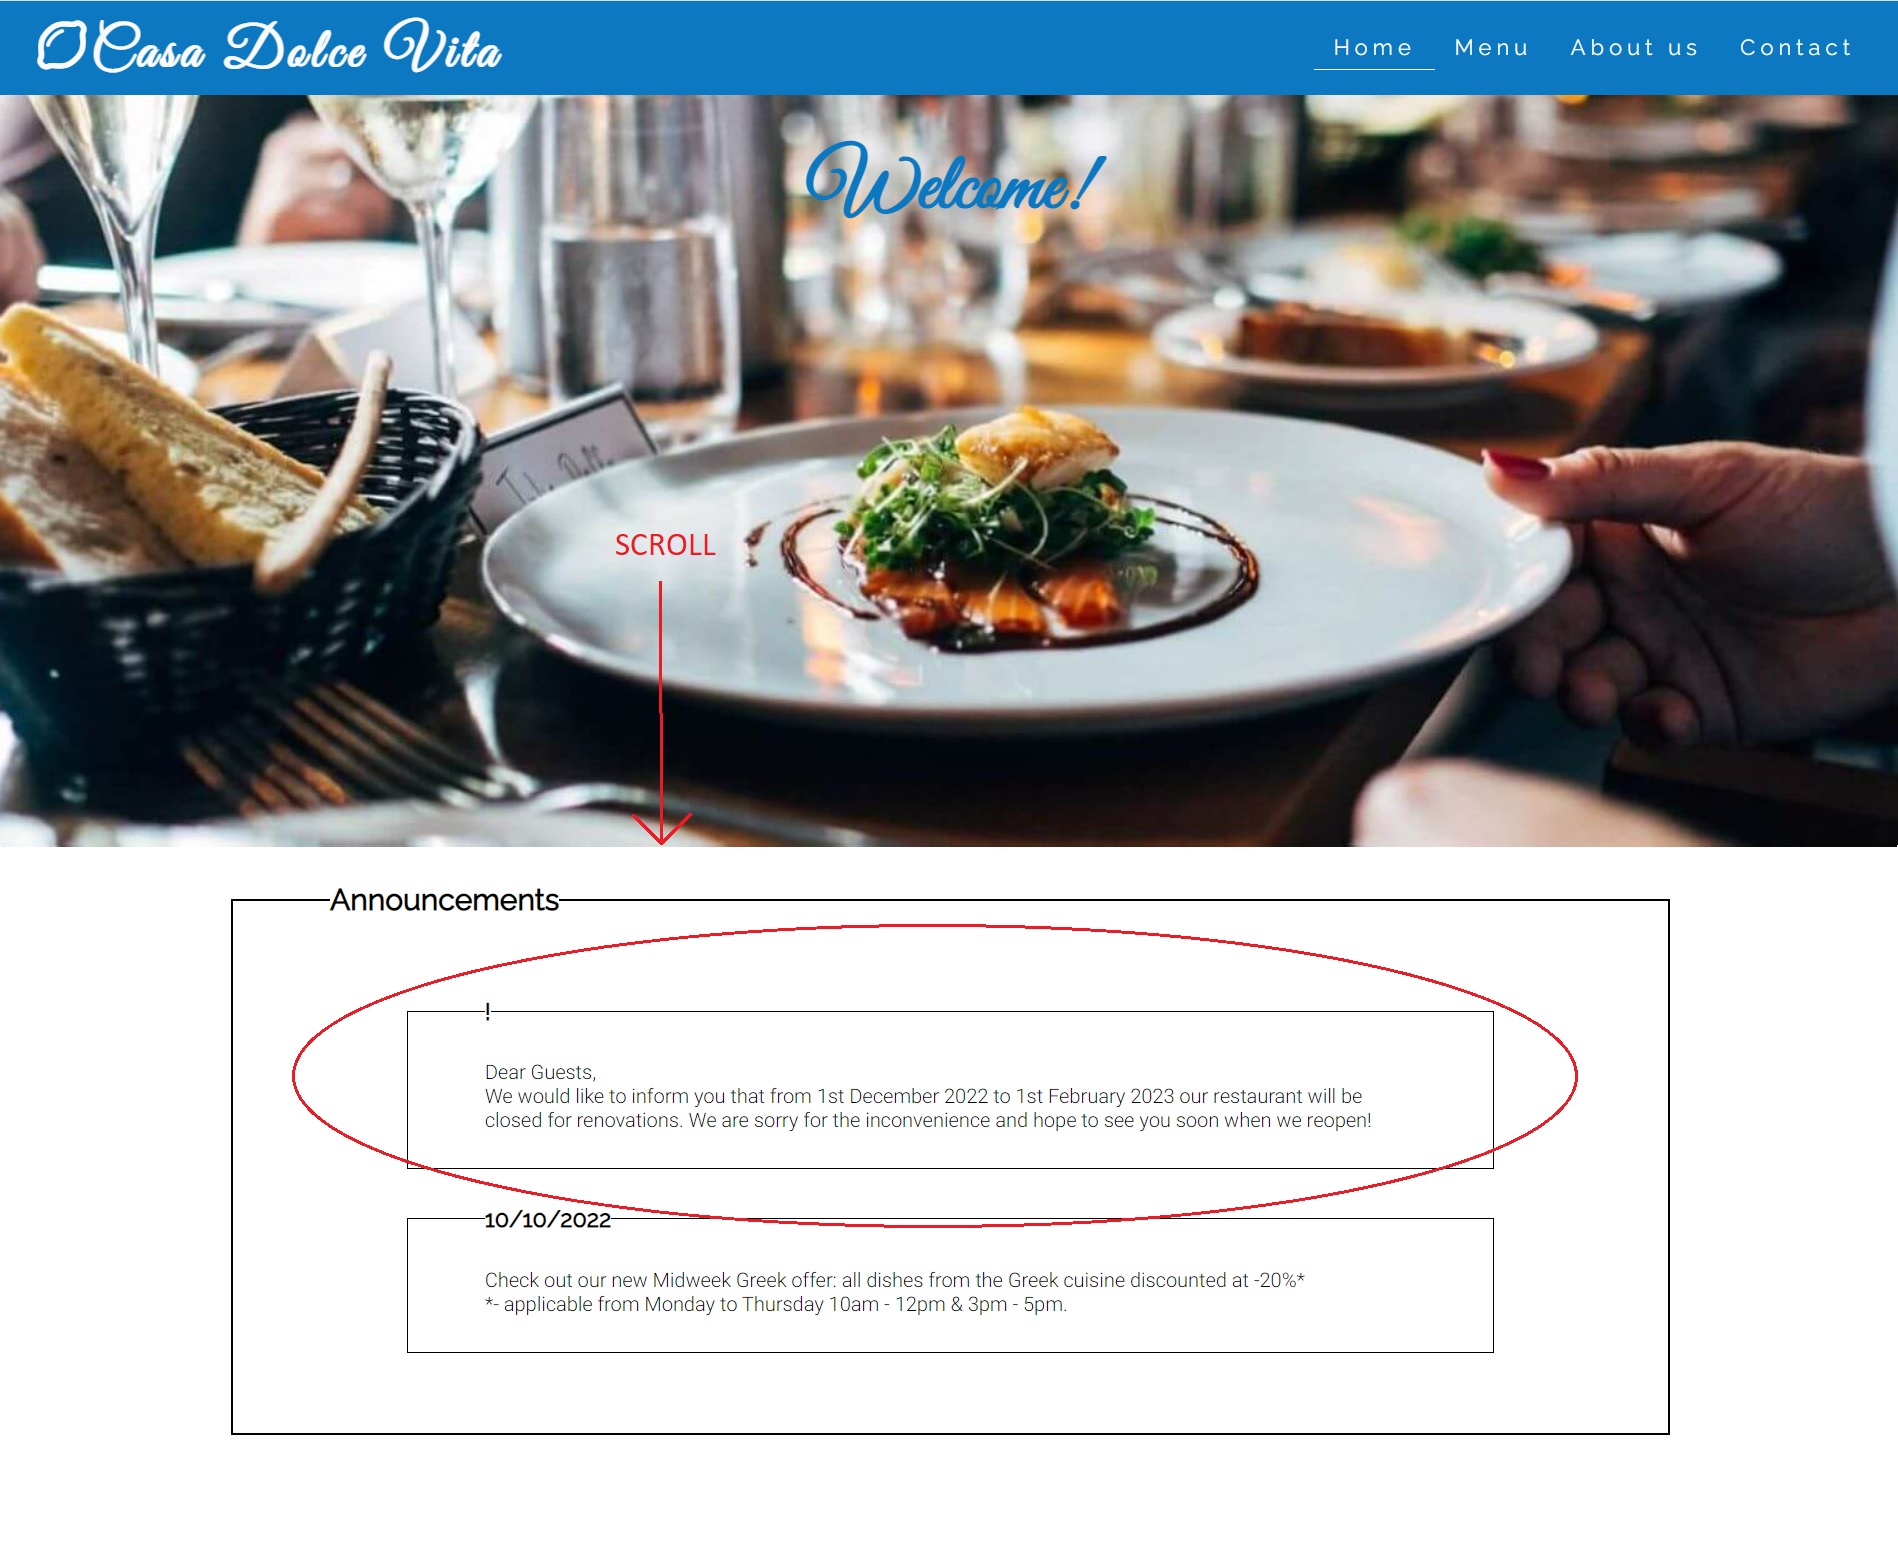 Casa Dolce Vita
Home Menu About us Contact
Welcome!
SCROLL
Announcements
!
Dear Guests,
We would like to inform you that from 1st December 2022 to 1st February 2023 our restaurant will be
closed for renovations. We are sorry for the inconvenience and hope to see you soon when we reopen!
10/10/2022
Check out our new Midweek Greek offer: all dishes from the Greek cuisine discounted at -20%*
*- applicable from Monday to Thursday 10am - 12pm & 3pm - 5pm.